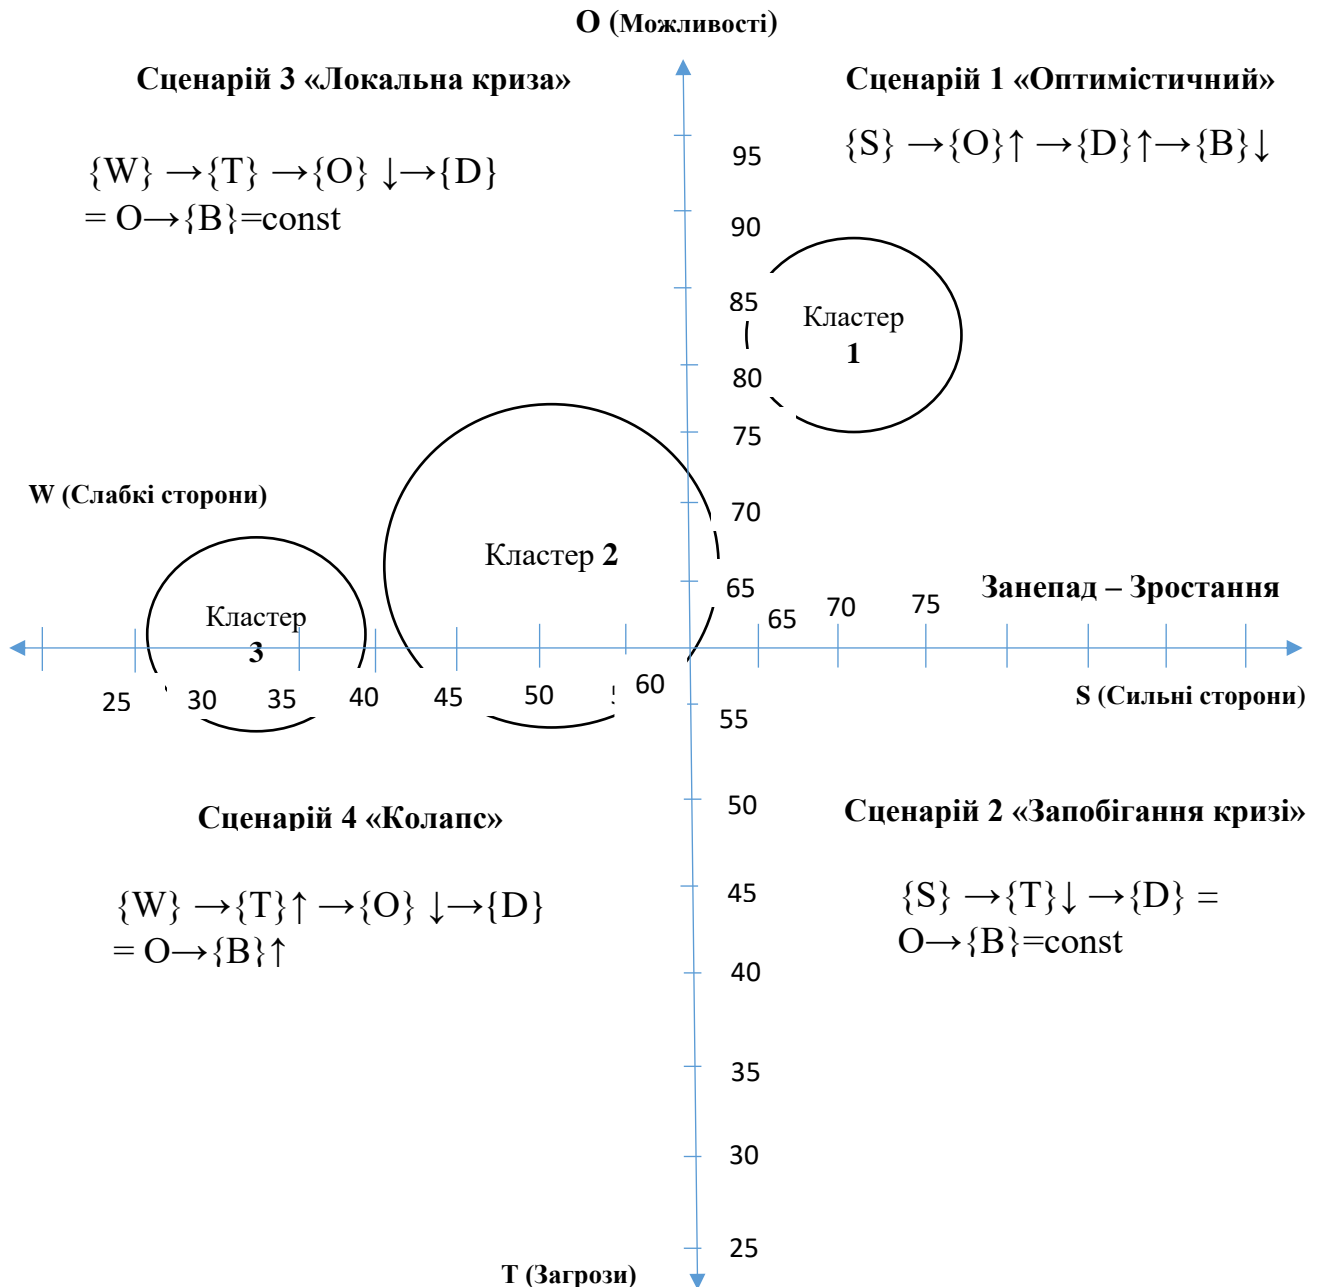 O (Можливості)
Сценарій 3 «Локальна криза»
Сценарій 1 «Оптимістичний»
{W} →{T} →{O} ↓→{D}
= O→{B}=const
{S} →{O}↑ →{D}↑→{B}↓
95
90
85
80
75
70
65
Кластер
1
W (Слабкі сторони)
Кластер 2
Кластер
3
Занепад – Зростання
65
70
75
25
30
35
40
45
50
60
S (Сильні сторони)
55
50
45
40
35
30
25
Сценарій 4 «Колапс»
Сценарій 2 «Запобігання кризі»
{W} →{T}↑ →{O} ↓→{D}
= O→{B}↑
{S} →{T}↓ →{D} =
O→{B}=const
T (Загрози)